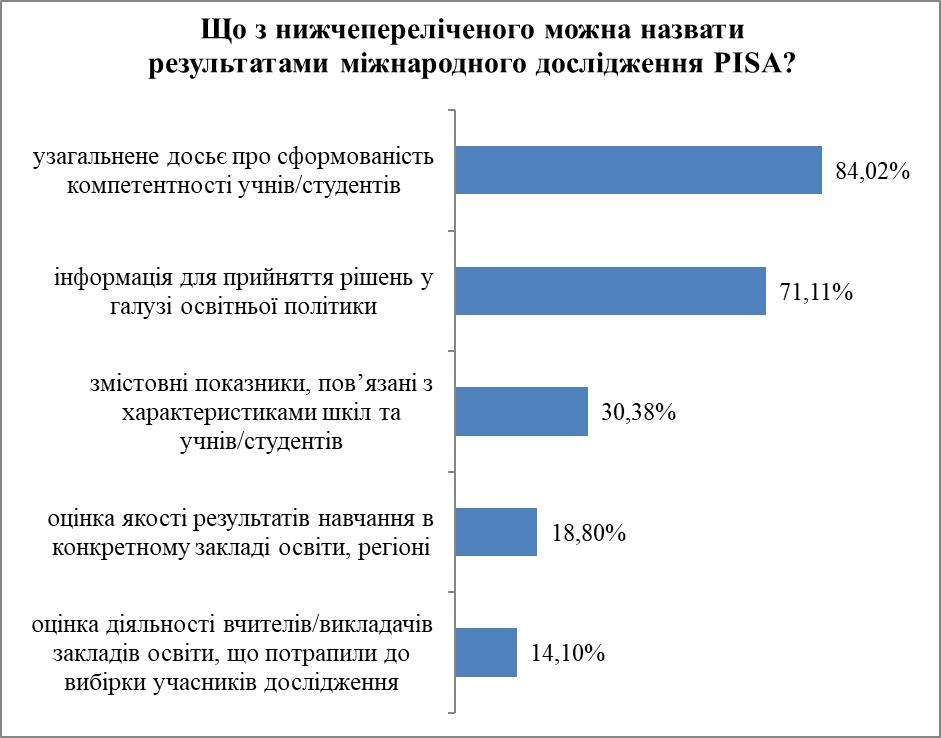 Що з нижчепереліченого можна назвати
результатами міжнародного дослідження PISA?
узагальнене досьє про сформованість
компетентності учнів/студентів
84,02%
інформація для прийняття рішень у
галузі освітньої політики
71,11%
змістовні показники, пов’язані з
характеристиками шкіл та
учнів/студентів
30,38%
оцінка якості результатів навчання в
конкретному закладі освіти, регіоні
18,80%
оцінка діяльності вчителів/викладачів
закладів освіти, що потрапили до
вибірки учасників дослідження
14,10%